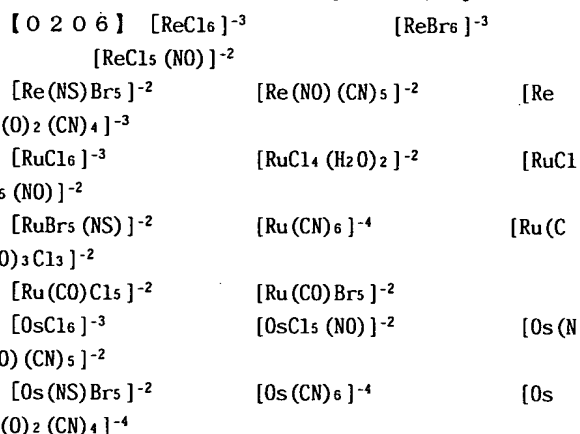 【０２０６】 [ReCl₆]⁻³ [ReBr₆]⁻³
[ReCl₅(NO)]⁻²
[Re(NS)Br₅]⁻² [Re(NO)(CN)₅]⁻² [Re
(O)₂(CN)₄]⁻³
[RuCl₆]⁻³ [RuCl₄(H₂O)₂]⁻² [RuCl
₅(NO)]⁻²
[RuBr₅(NS)]⁻² [Ru(CN)₆]⁻⁴ [Ru(C
O)₃Cl₃]⁻²
[Ru(CO)Cl₅]⁻² [Ru(CO)Br₅]⁻²
[OsCl₆]⁻³ [OsCl₅(NO)]⁻² [Os(N
O)(CN)₅]⁻²
[Os(NS)Br₅]⁻² [Os(CN)₆]⁻⁴ [Os
(O)₂(CN)₄]⁻⁴